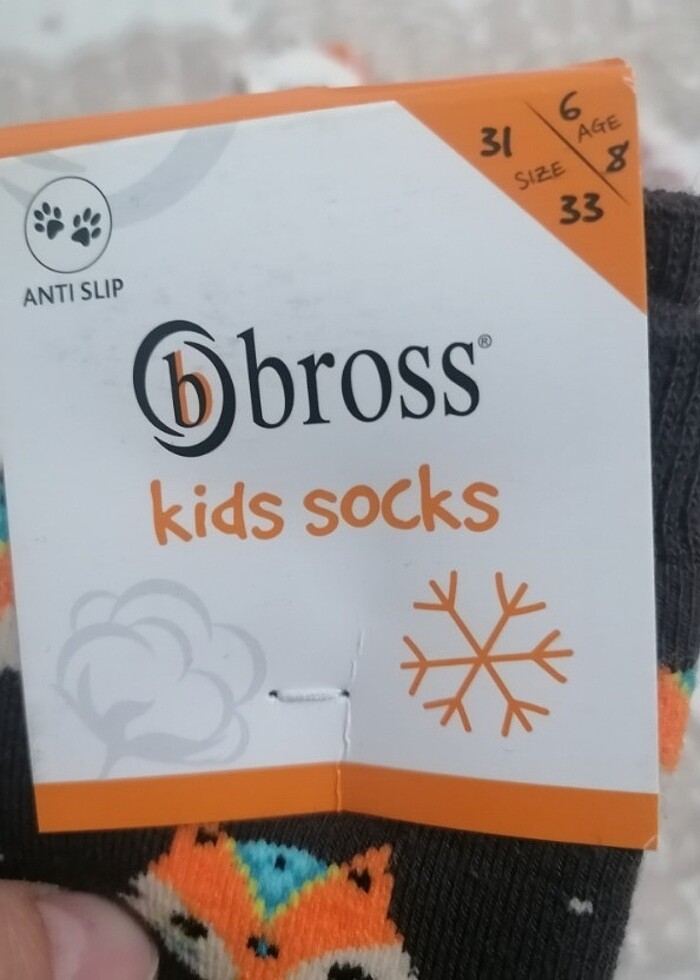 6
AGE
31
8
SIZE
33
ANTI SLIP
b bross®
kids socks